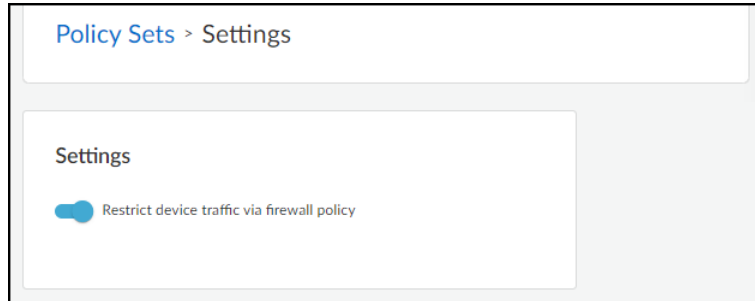 Policy Sets > Settings
Settings
Restrict device traffic via firewall policy